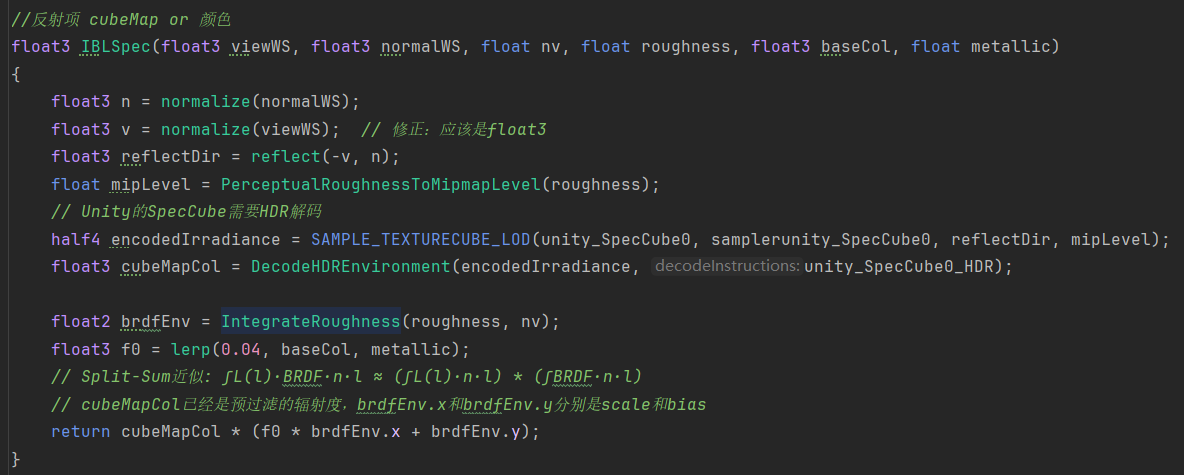 //反射项 cubeMap or 颜色
float3 IBLSpec(float3 viewWS, float3 normalWS, float nv, float roughness, float3 baseCol, float metallic)
{
float3 n = normalize(normalWS);
float3 v = normalize(viewWS);  // 修正：应该是float3
float3 reflectDir = reflect(-v, n);
float mipLevel = PerceptualRoughnessToMipmapLevel(roughness);
// Unity的SpecCube需要HDR解码
half4 encodedIrradiance = SAMPLE_TEXTURECUBE_LOD(unity_SpecCube0, samplerunity_SpecCube0, reflectDir, mipLevel);
float3 cubeMapCol = DecodeHDREnvironment(encodedIrradiance, decodeInstructions: unity_SpecCube0_HDR);
float2 brdfEnv = IntegrateRoughness(roughness, nv);
float3 f0 = lerp(0.04, baseCol, metallic);
// Split-Sum近似: ∫L(l)·BRDF·n·l ≈ (∫L(l)·n·l) * (∫BRDF·n·l)
// cubeMapCol已经是预过滤的辐射度，brdfEnv.x和brdfEnv.y分别是scale和bias
return cubeMapCol * (f0 * brdfEnv.x + brdfEnv.y);
}